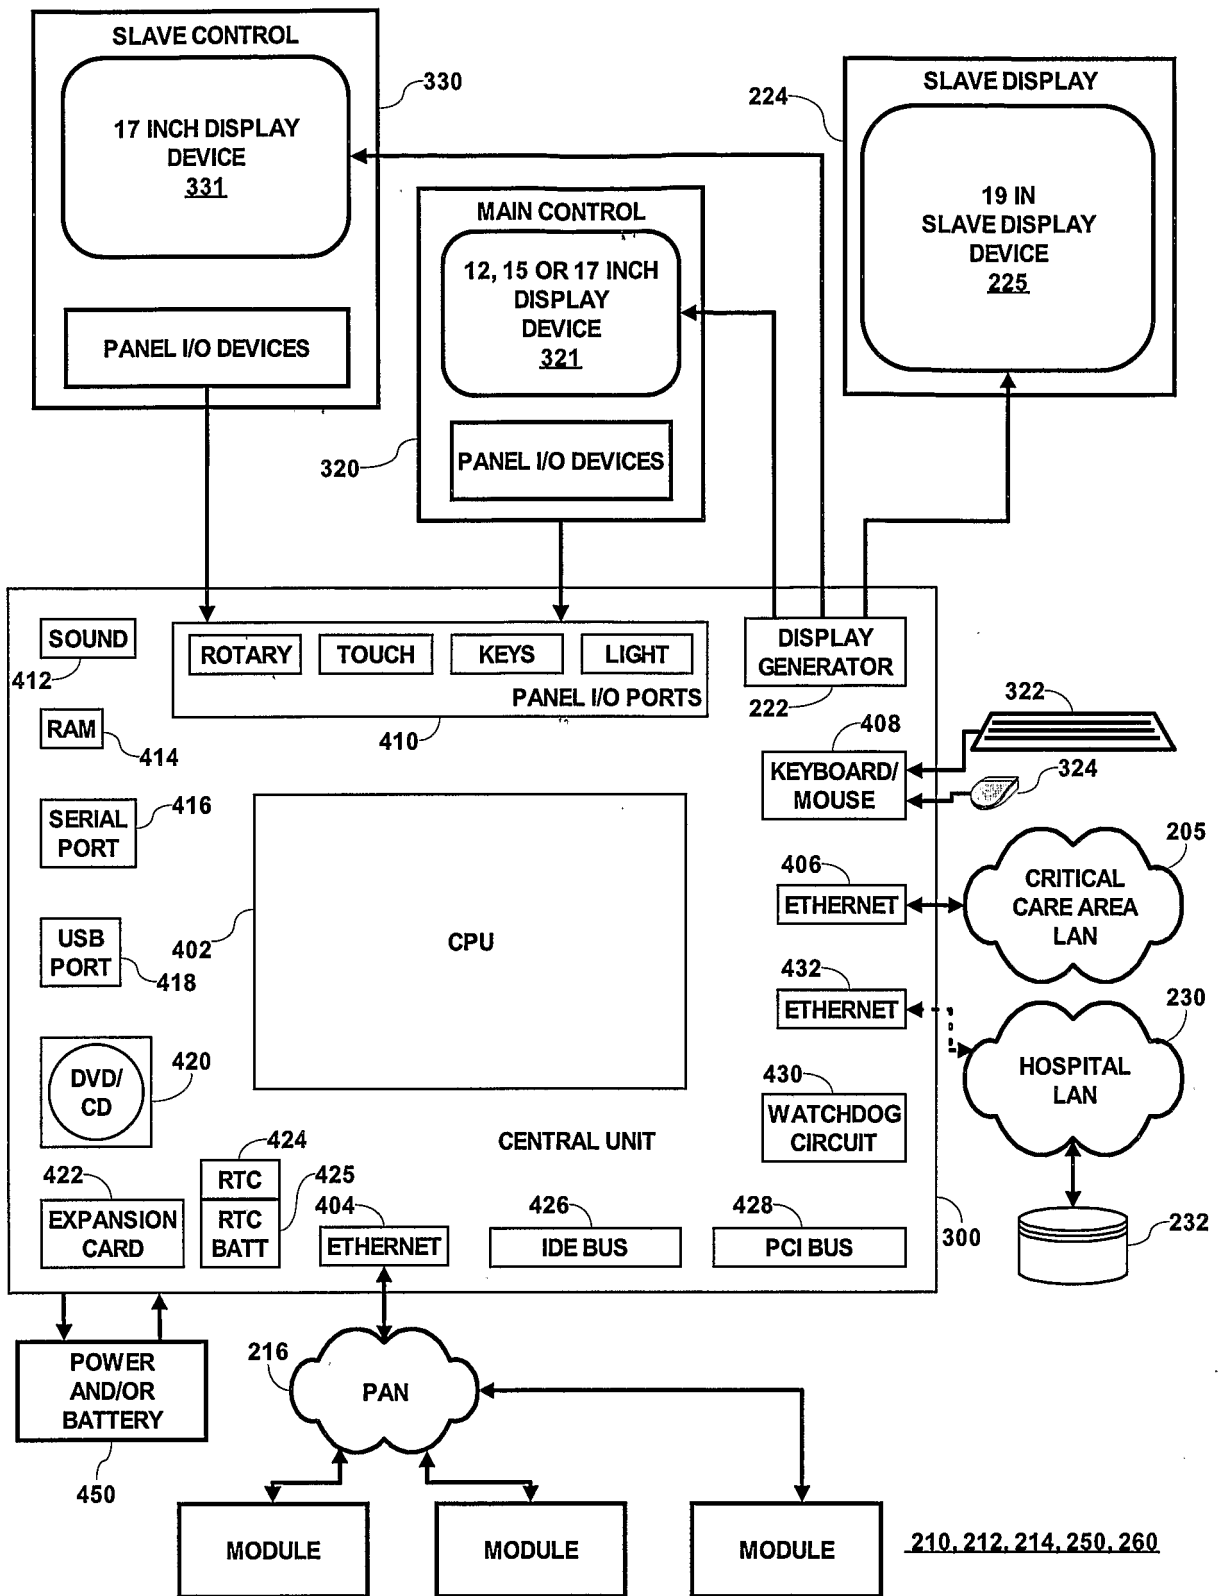 SLAVE CONTROL
17 INCH DISPLAY
DEVICE
331
PANEL I/O DEVICES
330
MAIN CONTROL
12, 15 OR 17 INCH
DISPLAY
DEVICE
321
PANEL I/O DEVICES
320
224
SLAVE DISPLAY
19 IN
SLAVE DISPLAY
DEVICE
225
SOUND
412
ROTARY
TOUCH
KEYS
LIGHT
PANEL I/O PORTS
410
DISPLAY
GENERATOR
222
RAM
414
408
KEYBOARD/
MOUSE
322
324
SERIAL
PORT
416
406
ETHERNET
205
CRITICAL
CARE AREA
LAN
CPU
402
USB
PORT
418
432
ETHERNET
230
HOSPITAL
LAN
DVD/
CD
420
430
WATCHDOG
CIRCUIT
CENTRAL UNIT
424
RTC
425
RTC
BATT
422
EXPANSION
CARD
404
ETHERNET
426
IDE BUS
428
PCI BUS
300
232
POWER
AND/OR
BATTERY
450
216
PAN
MODULE
MODULE
MODULE
210, 212, 214, 250, 260